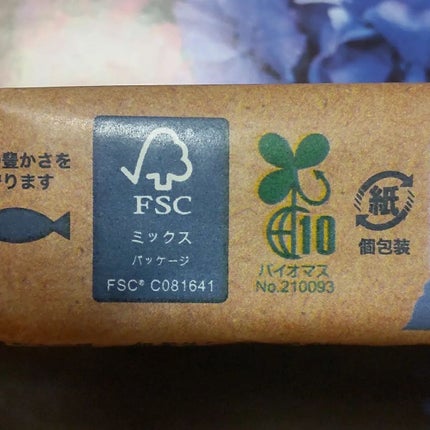 豊かさを
ります
FSC
ミックス
パッケージ
FSC® C081641
10
バイオマス
No.210093
紙
個包装